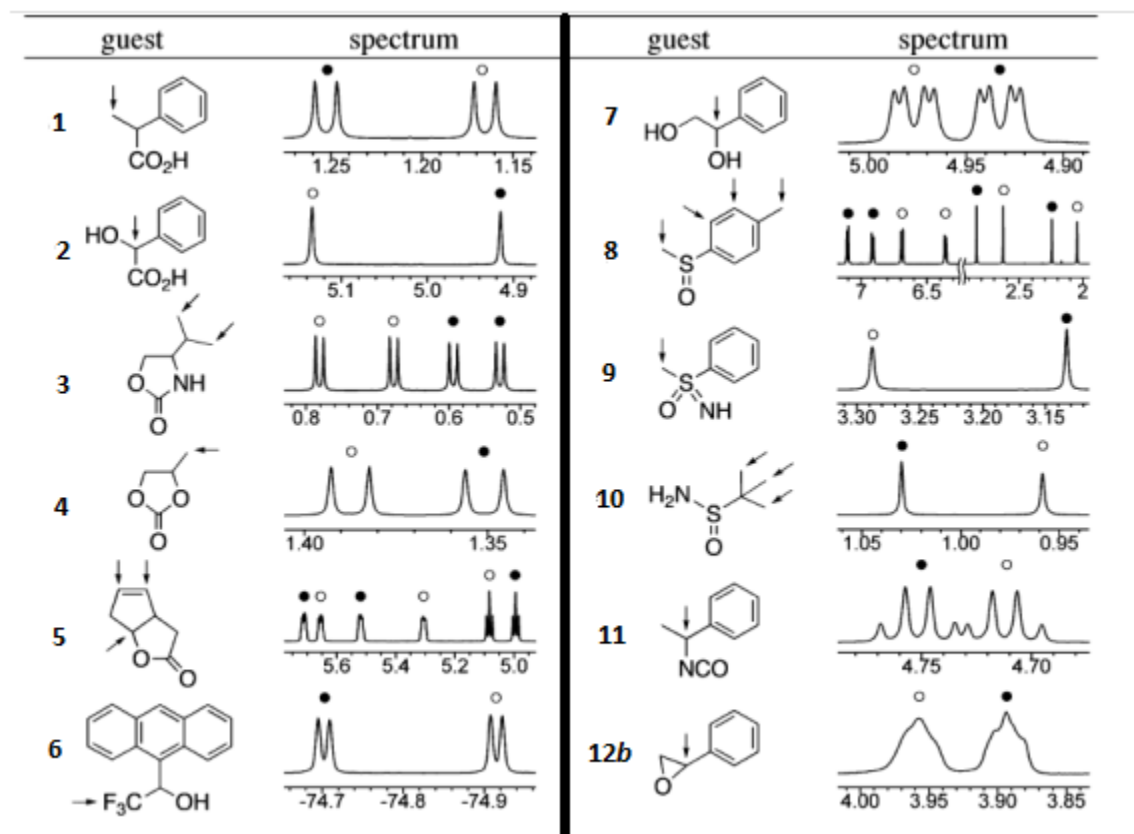 guest spectrum
1
CO₂H
1.25 1.20 1.15
2
HO
CO₂H
5.1 5.0 4.9
3
O NH
O
0.8 0.7 0.6 0.5
4
O O
O
1.40 1.35
5
O O
5.6 5.4 5.2 5.0
6
F₃C OH
-74.7 -74.8 -74.9
guest spectrum
7
HO
OH
5.00 4.95 4.90
8
S
O
7 6.5 2.5 2
9
S
O NH
3.30 3.25 3.20 3.15
10
H₂N
S
O
1.05 1.00 0.95
11
NCO
4.75 4.70
12b
O
4.00 3.95 3.90 3.85